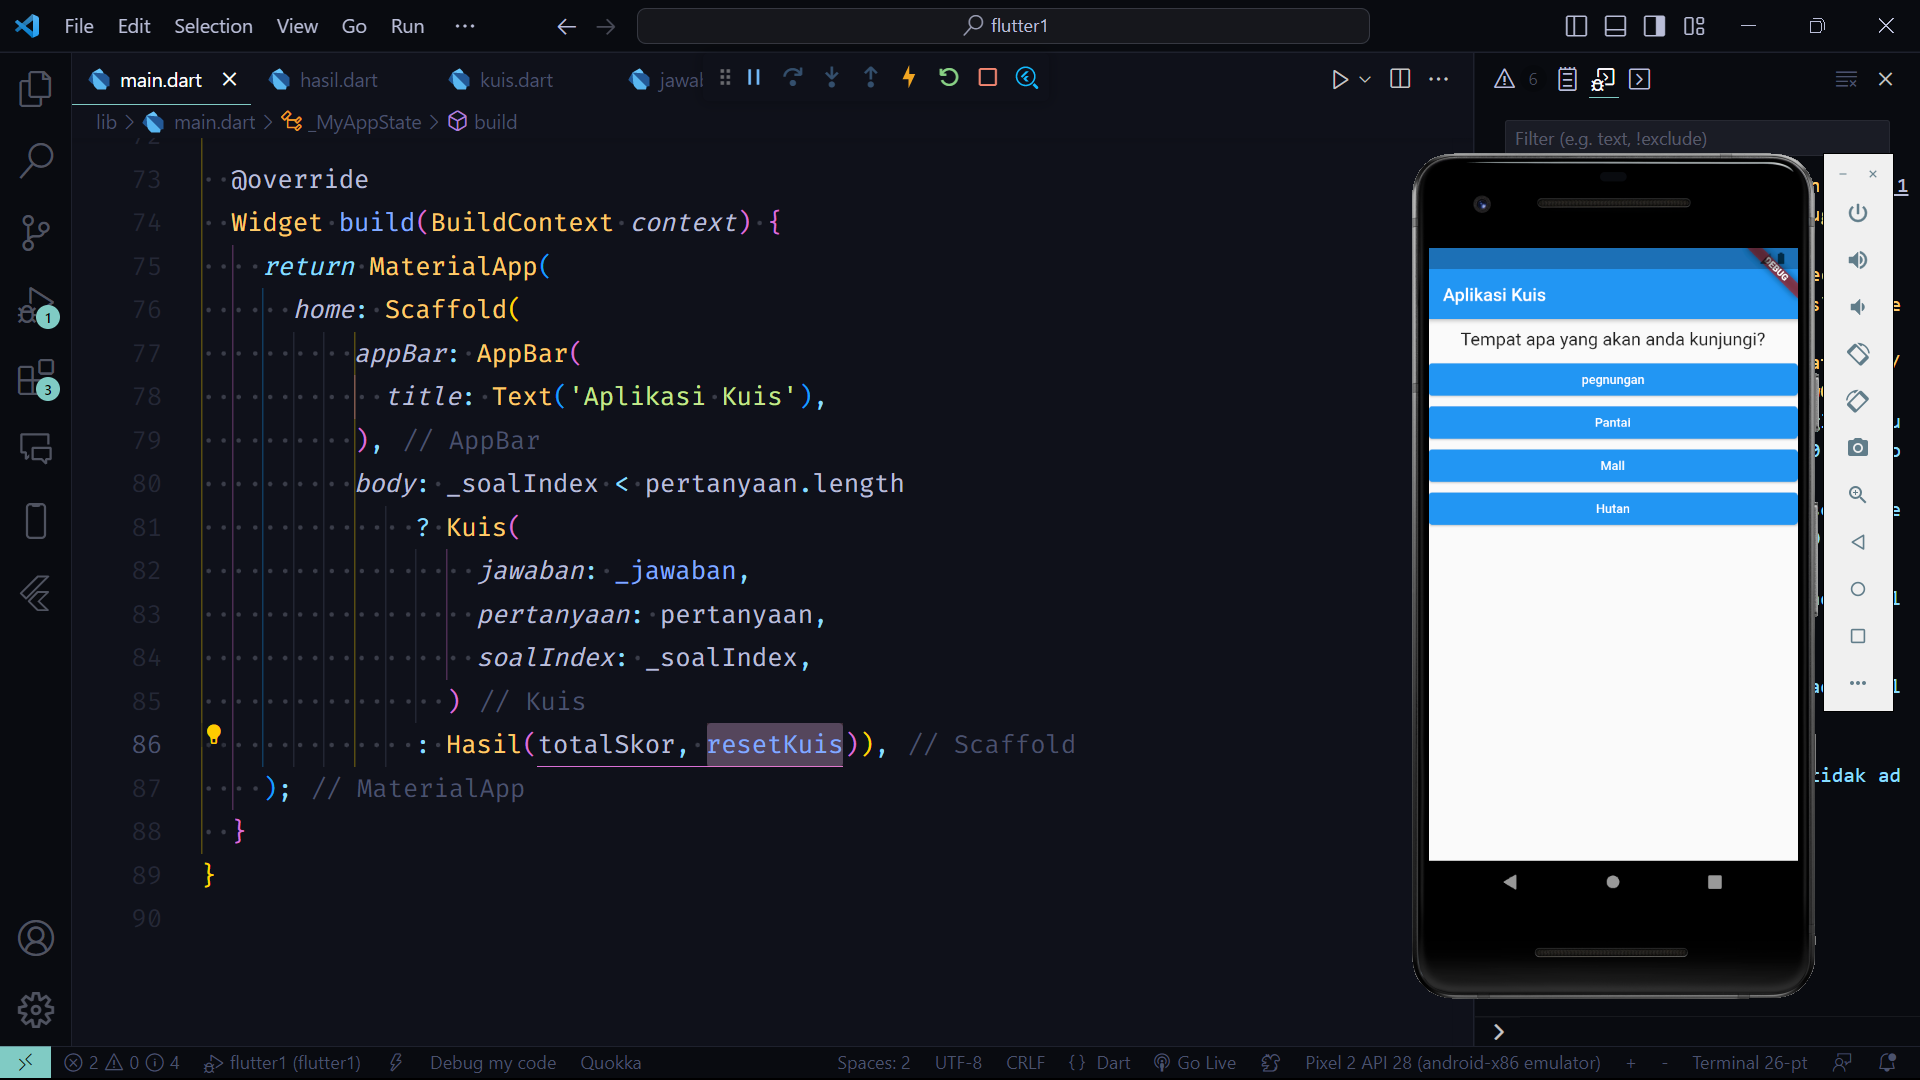 File Edit Selection View Go Run ··· flutter1
main.dart hasil.dart kuis.dart
lib > main.dart > _MyAppState > build
6
Filter (e.g. text, !exclude)
72
73 @override
74 Widget build(BuildContext context) {
75 return MaterialApp(
76 home: Scaffold(
77 appBar: AppBar(
78 title: Text('Aplikasi Kuis'),
79 ), // AppBar
80 body: _soalIndex < pertanyaan.length
81 ? Kuis(
82 jawaban: _jawaban,
83 pertanyaan: pertanyaan,
84 soalIndex: _soalIndex,
85 ) // Kuis
86 : Hasil(totalSkor, resetKuis)), // Scaffold
87 ); // MaterialApp
88 }
89 }
90
1
3
DEBUG
Aplikasi Kuis
Tempat apa yang akan anda kunjungi?
pegnungan
Pantai
Mall
Hutan
tidak ad
2 0 4 flutter1 (flutter1) Debug my code Quokka Spaces: 2 UTF-8 CRLF {} Dart Go Live Pixel 2 API 28 (android-x86 emulator) + - Terminal 26-pt